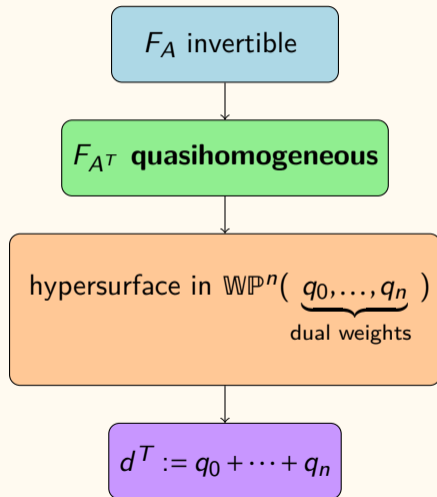 F_A invertible
F_{A^T} quasihomogeneous
hypersurface in 𝕎ℙ^n( q_0,…,q_n )
dual weights
d^T := q_0 + ⋯ + q_n